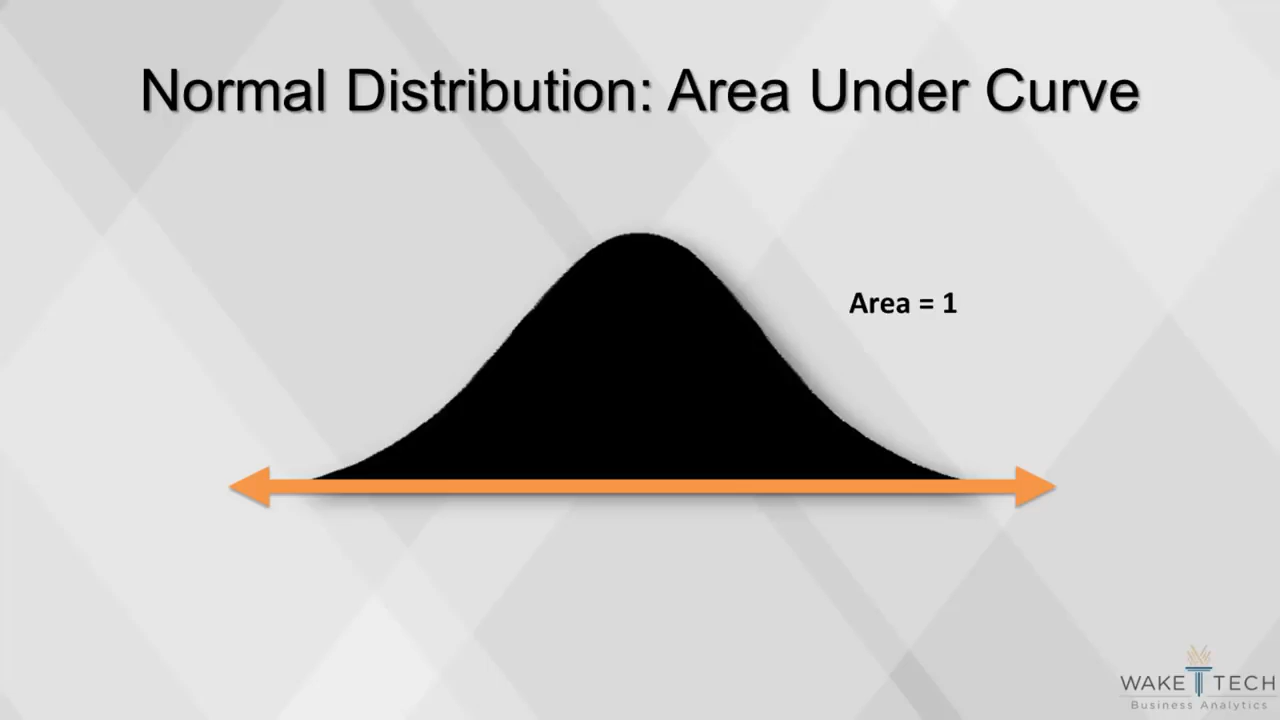 Normal Distribution: Area Under Curve
Area = 1
WAKE TECH
Business Analytics